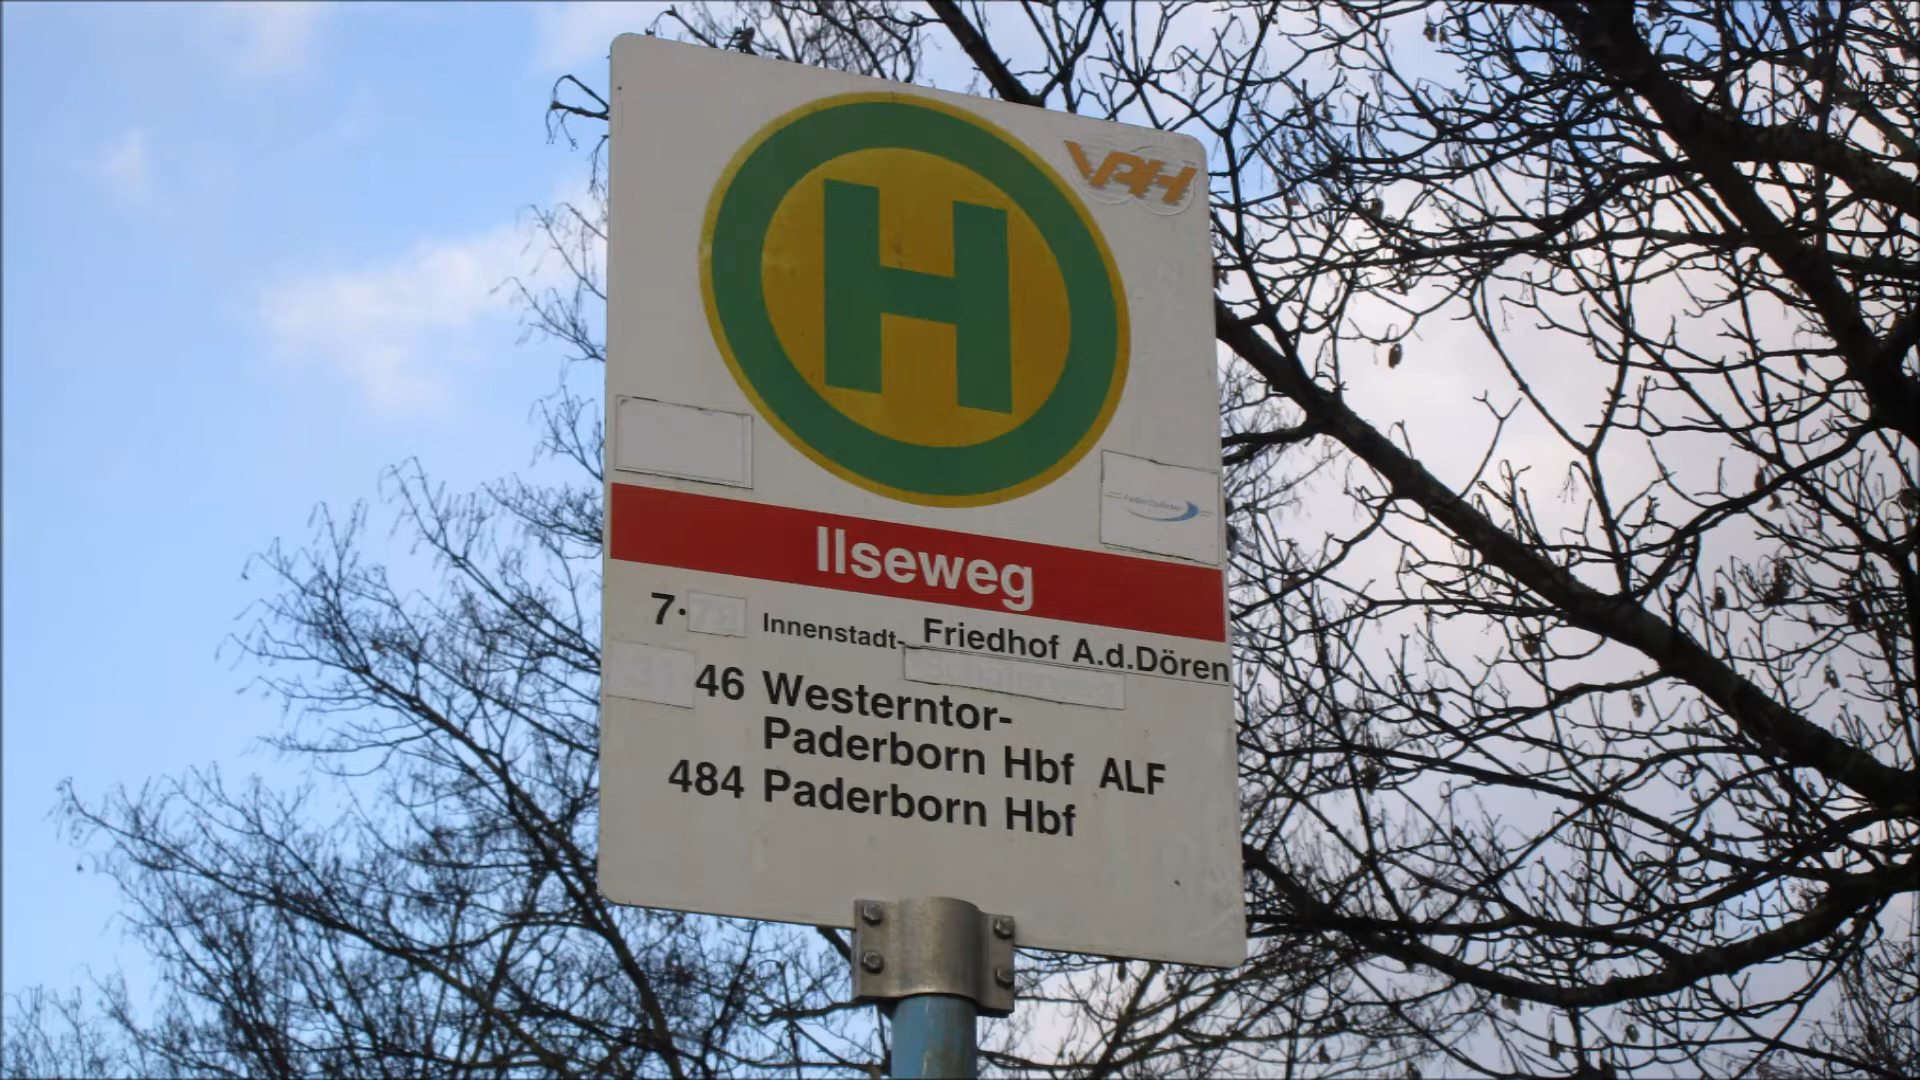 H
VPH
Ilseweg
7· Innenstadt- Friedhof A.d.Dören
46 Westerntor-
Paderborn Hbf ALF
484 Paderborn Hbf